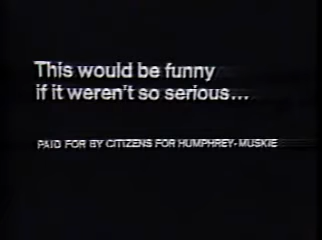 This would be funny
if it weren't so serious...
PAID FOR BY CITIZENS FOR HUMPHREY-MUSKIE